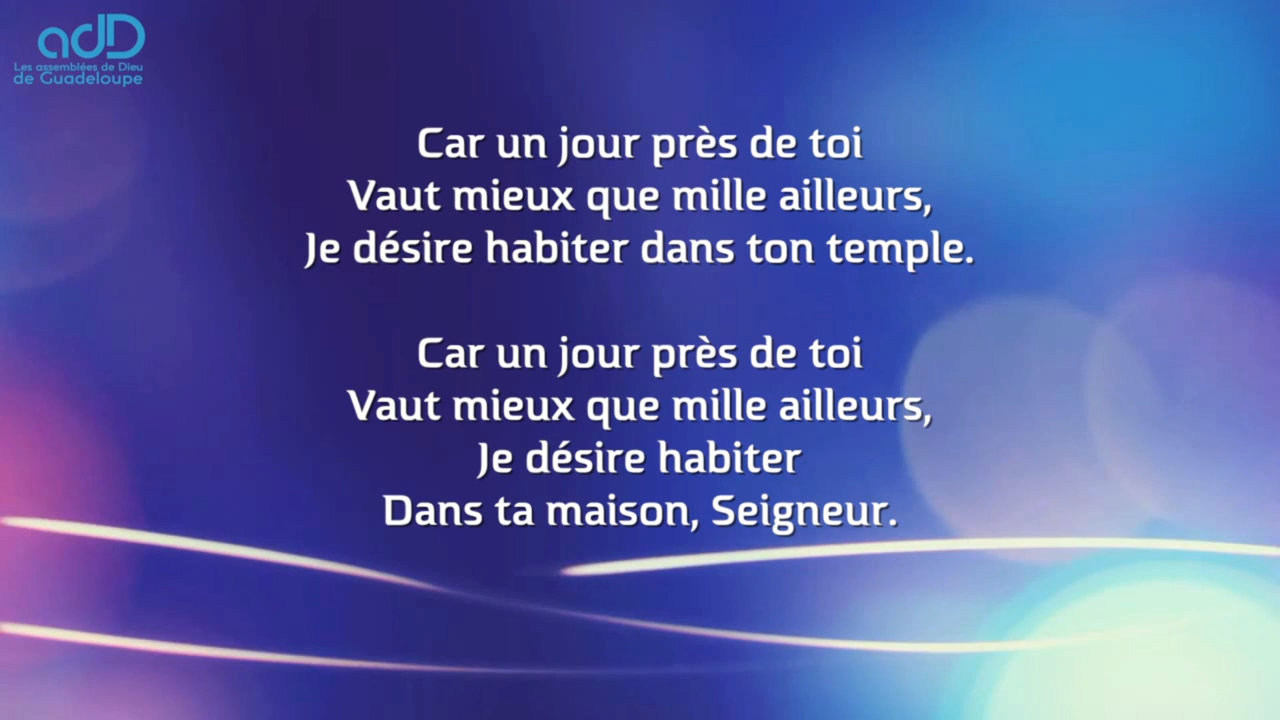 adD
Les assemblées de Dieu
de Guadeloupe
Car un jour près de toi
Vaut mieux que mille ailleurs,
Je désire habiter dans ton temple.
Car un jour près de toi
Vaut mieux que mille ailleurs,
Je désire habiter
Dans ta maison, Seigneur.